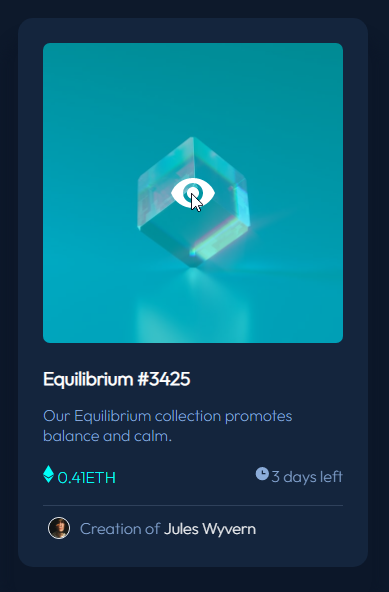 Equilibrium #3425
Our Equilibrium collection promotes
balance and calm.
0.41ETH
3 days left
Creation of Jules Wyvern